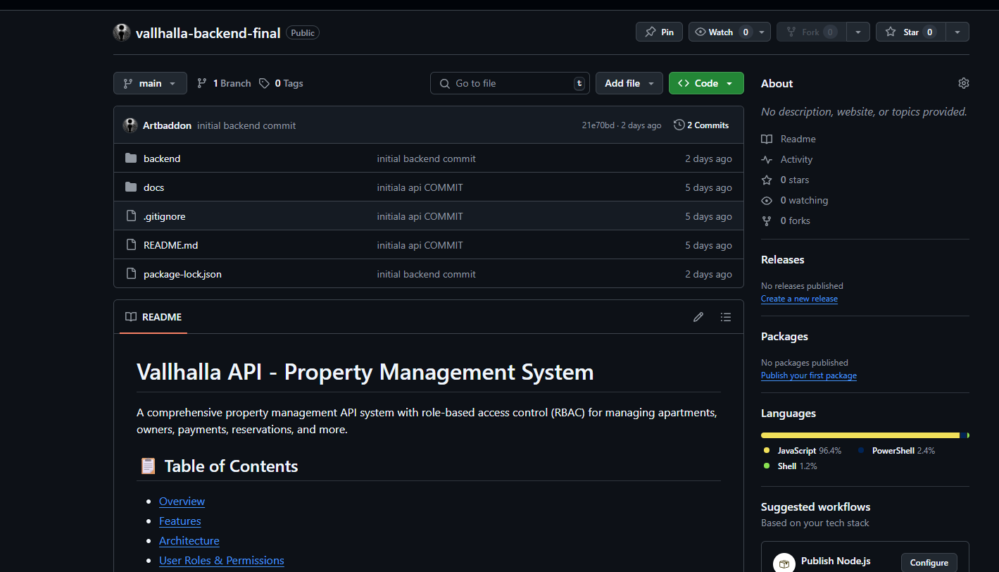 vallhalla-backend-final Public
Pin
Watch 0
Fork 0
Star 0
main
1 Branch
0 Tags
Go to file t
Add file
Code
Artbaddon initial backend commit 21e70bd · 2 days ago 2 Commits
backend initial backend commit 2 days ago
docs initiala api COMMIT 5 days ago
.gitignore initiala api COMMIT 5 days ago
README.md initiala api COMMIT 5 days ago
package-lock.json initial backend commit 2 days ago
README
Vallhalla API - Property Management System
A comprehensive property management API system with role-based access control (RBAC) for managing apartments,
owners, payments, reservations, and more.
Table of Contents
Overview
Features
Architecture
User Roles & Permissions
About
No description, website, or topics provided.
Readme
Activity
0 stars
0 watching
0 forks
Releases
No releases published
Create a new release
Packages
No packages published
Publish your first package
Languages
JavaScript 96.4% PowerShell 2.4%
Shell 1.2%
Suggested workflows
Based on your tech stack
Publish Node.js Configure